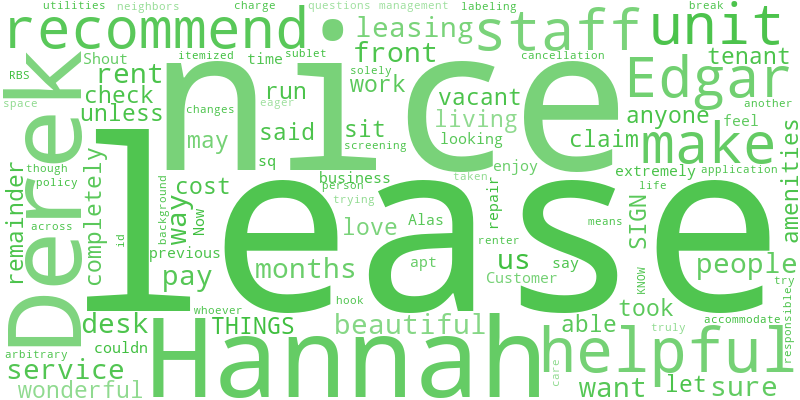 utilities
neighbors
charge
questions
management
labeling
break
recommend
leasing
staff
unit
RBS
Shout
itemized
time
sublet
front
cancellation
tenant
space
Derek
rent
check
unless
changes
eager
run
solely
work
nice
vacant
Edgar
another
anyone
feel
may
said
sit
screening
living
looking
claim
make
though
policy
sq
business
person
trying
enjoy
taken
extremely
application
life
remainder
completely
background
way
cost
Now
love
Alas
repair
renter
means
SIGN
amenities
across
id
previous
pay
months
apt
us
Customer
say
KNOW
people
try
lease
whoever
hook
took
responsible
accommodate
desk
THINGS
beautiful
able
truly
couldn
arbitrary
service
wonderful
Hannah
helpful
care
want
let
sure